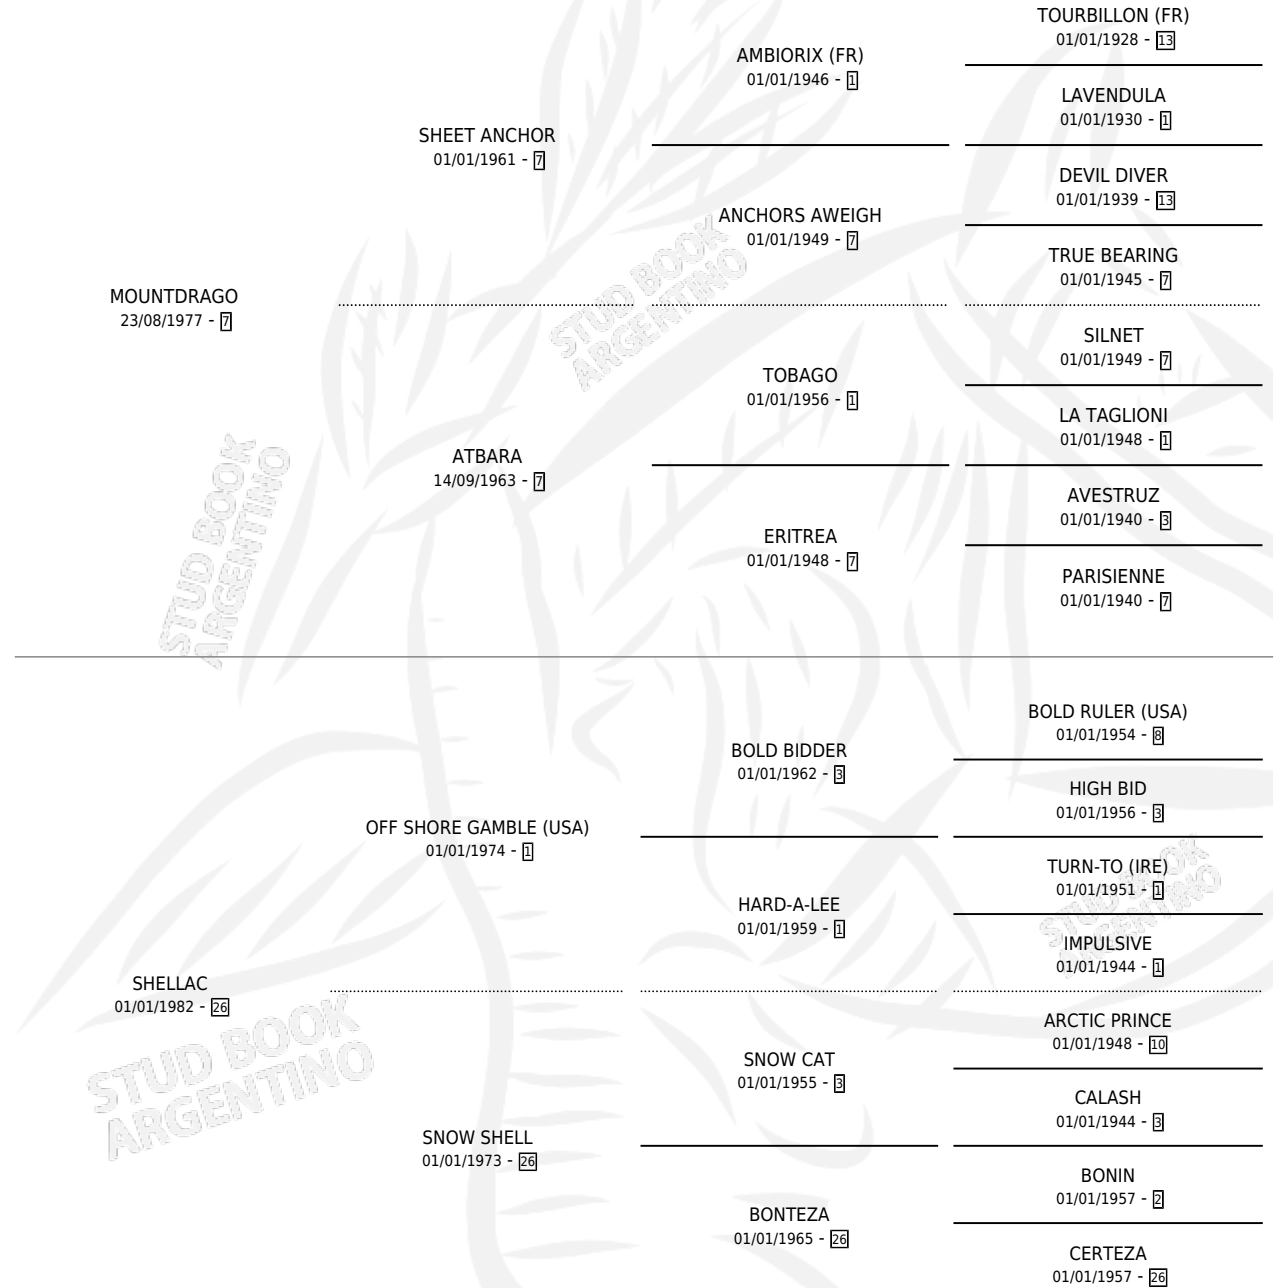 TOURBILLON (FR)
01/01/1928 - 13
AMBIORIX (FR)
01/01/1946 - 1
LAVENDULA
01/01/1930 - 1
SHEET ANCHOR
01/01/1961 - 7
DEVIL DIVER
01/01/1939 - 13
ANCHORS AWEIGH
01/01/1949 - 7
TRUE BEARING
01/01/1945 - 7
MOUNTDRAGO
23/08/1977 - 7
STUD BOOK
ARGENTINO
SILNET
01/01/1949 - 7
TOBAGO
01/01/1956 - 1
LA TAGLIONI
01/01/1948 - 1
ATBARA
14/09/1963 - 7
AVESTRUZ
01/01/1940 - 3
ERITREA
01/01/1948 - 7
PARISIENNE
01/01/1940 - 7
STUD BOOK
ARGENTINO
BOLD RULER (USA)
01/01/1954 - 8
BOLD BIDDER
01/01/1962 - 3
HIGH BID
01/01/1956 - 3
OFF SHORE GAMBLE (USA)
01/01/1974 - 1
TURN-TO (IRE)
01/01/1951 - 1
STUD BOOK
ARGENTINO
HARD-A-LEE
01/01/1959 - 1
IMPULSIVE
01/01/1944 - 1
SHELLAC
01/01/1982 - 26
ARCTIC PRINCE
01/01/1948 - 10
SNOW CAT
01/01/1955 - 3
STUD BOOK
ARGENTINO
CALASH
01/01/1944 - 3
SNOW SHELL
01/01/1973 - 26
BONIN
01/01/1957 - 2
BONTEZA
01/01/1965 - 26
CERTEZA
01/01/1957 - 26